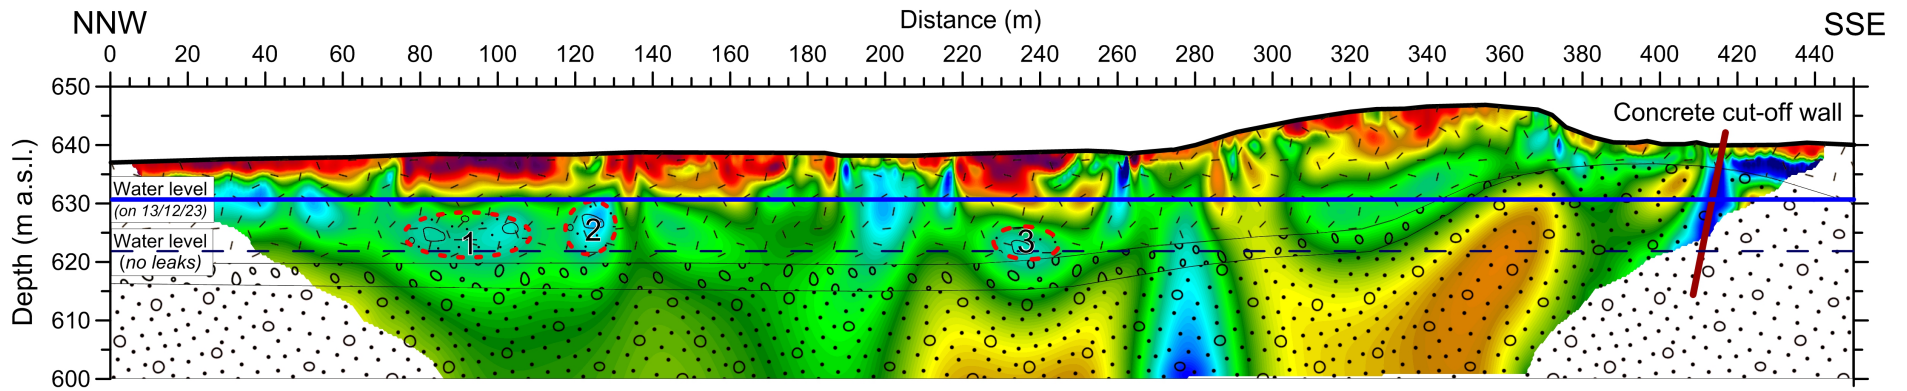 NNW Distance (m) SSE
0 20 40 60 80 100 120 140 160 180 200 220 240 260 280 300 320 340 360 380 400 420 440
650
Concrete cut-off wall
640
Water level
630
(on 13/12/23)
1 2 3
Water level
620
(no leaks)
610
600
Depth (m a.s.l.)